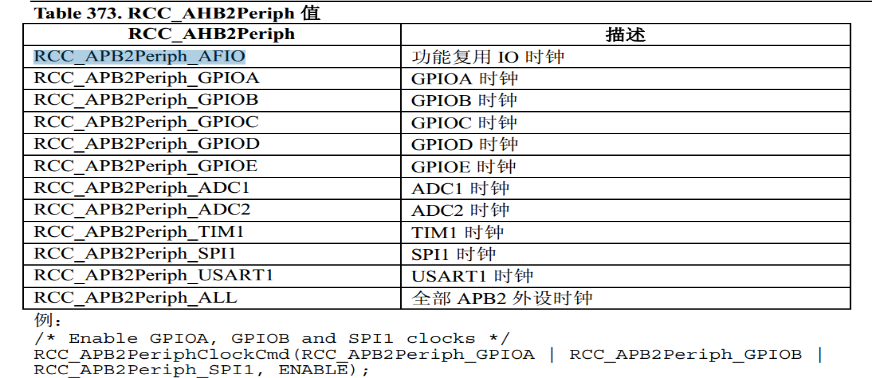 Table 373. RCC_AHB2Periph 值
RCC_AHB2Periph 描述
RCC_APB2Periph_AFIO 功能复用 IO 时钟
RCC_APB2Periph_GPIOA GPIOA 时钟
RCC_APB2Periph_GPIOB GPIOB 时钟
RCC_APB2Periph_GPIOC GPIOC 时钟
RCC_APB2Periph_GPIOD GPIOD 时钟
RCC_APB2Periph_GPIOE GPIOE 时钟
RCC_APB2Periph_ADC1 ADC1 时钟
RCC_APB2Periph_ADC2 ADC2 时钟
RCC_APB2Periph_TIM1 TIM1 时钟
RCC_APB2Periph_SPI1 SPI1 时钟
RCC_APB2Periph_USART1 USART1 时钟
RCC_APB2Periph_ALL 全部 APB2 外设时钟
例：
/* Enable GPIOA, GPIOB and SPI1 clocks */
RCC_APB2PeriphClockCmd(RCC_APB2Periph_GPIOA | RCC_APB2Periph_GPIOB |
RCC_APB2Periph_SPI1, ENABLE);